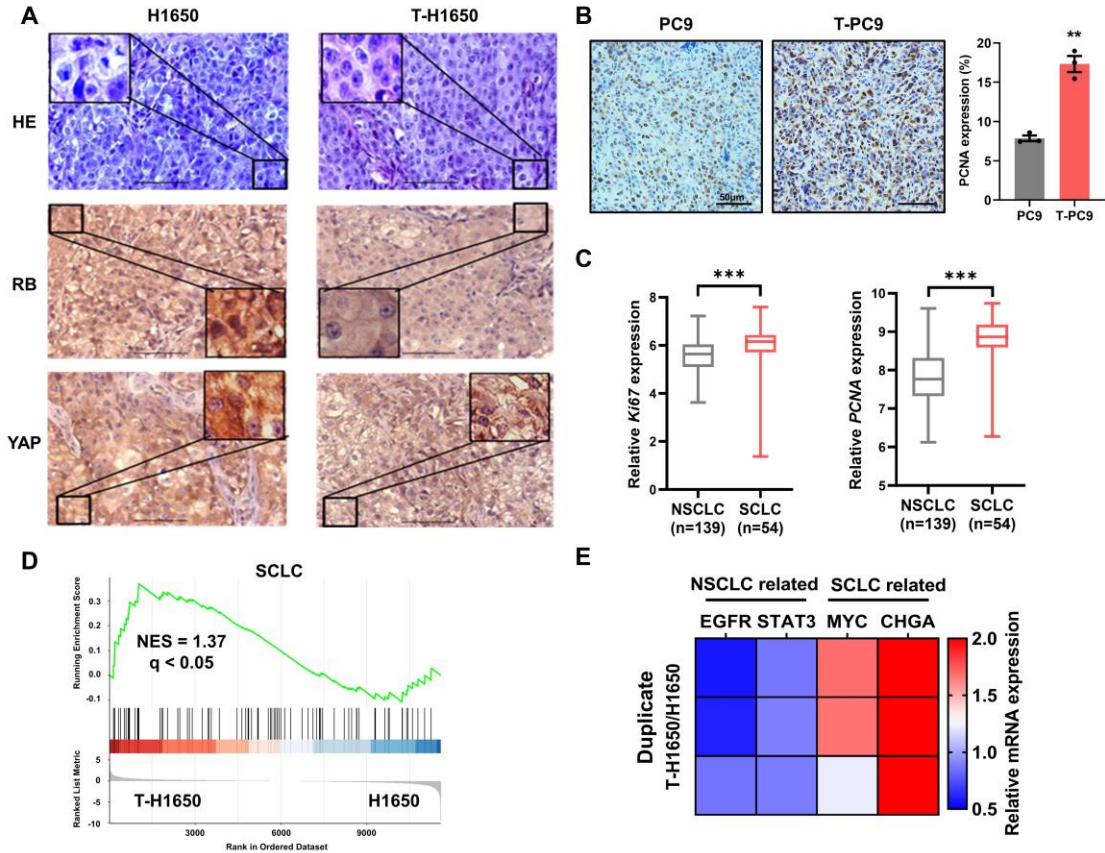 A
H1650
T-H1650
HE
RB
YAP
B
PC9
T-PC9
50μm
PCNA expression (%)
20
15
10
5
0
**
PC9
T-PC9
C
Relative Ki67 expression
8
6
4
2
0
***
NSCLC
(n=139)
SCLC
(n=54)
Relative PCNA expression
10
9
8
7
6
5
***
NSCLC
(n=139)
SCLC
(n=54)
D
SCLC
Running Enrichment Score
0.3
0.2
0.1
0.0
-0.1
NES = 1.37
q < 0.05
Ranked List Metric
5
0
-5
-10
T-H1650
H1650
3000
6000
9000
Rank in Ordered Dataset
E
NSCLC related
SCLC related
EGFR STAT3 MYC CHGA
Duplicate
T-H1650/H1650
2.0
1.5
1.0
0.5
Relative mRNA expression